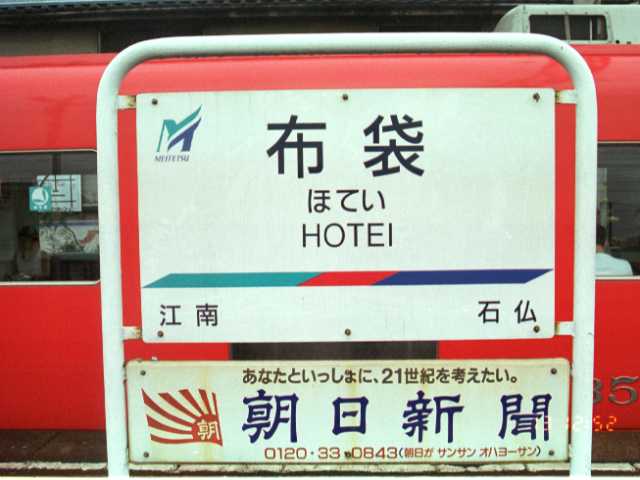 MEITETSU
布袋
ほてい
HOTEI
江南
石仏
あなたといっしょに、21世紀を考えたい。
朝
朝日新聞
0120・33・0843(朝日が サンサン オハヨーサン)